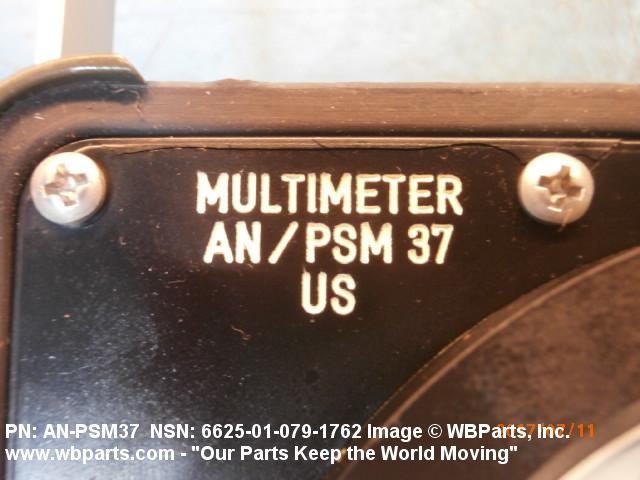 MULTIMETER
AN/PSM 37
US
PN: AN-PSM37 NSN: 6625-01-079-1762 Image © WBParts, Inc.
www.wbparts.com - "Our Parts Keep the World Moving"